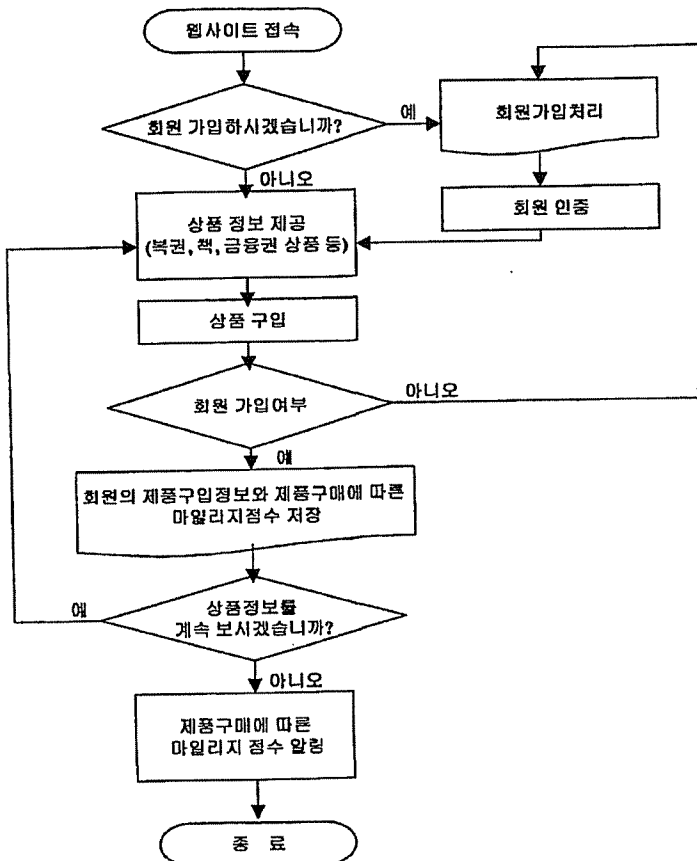 웹사이트 접속
회원 가입하시겠습니까?
예
회원가입처리
아니오
회원 인증
상품 정보 제공
(복권, 책, 금융권 상품 등)
상품 구입
회원 가입여부
아니오
예
회원의 제품구입정보와 제품구매에 따른
마일리지점수 저장
상품정보를
계속 보시겠습니까?
예
아니오
제품구매에 따른
마일리지 점수 알림
종 료